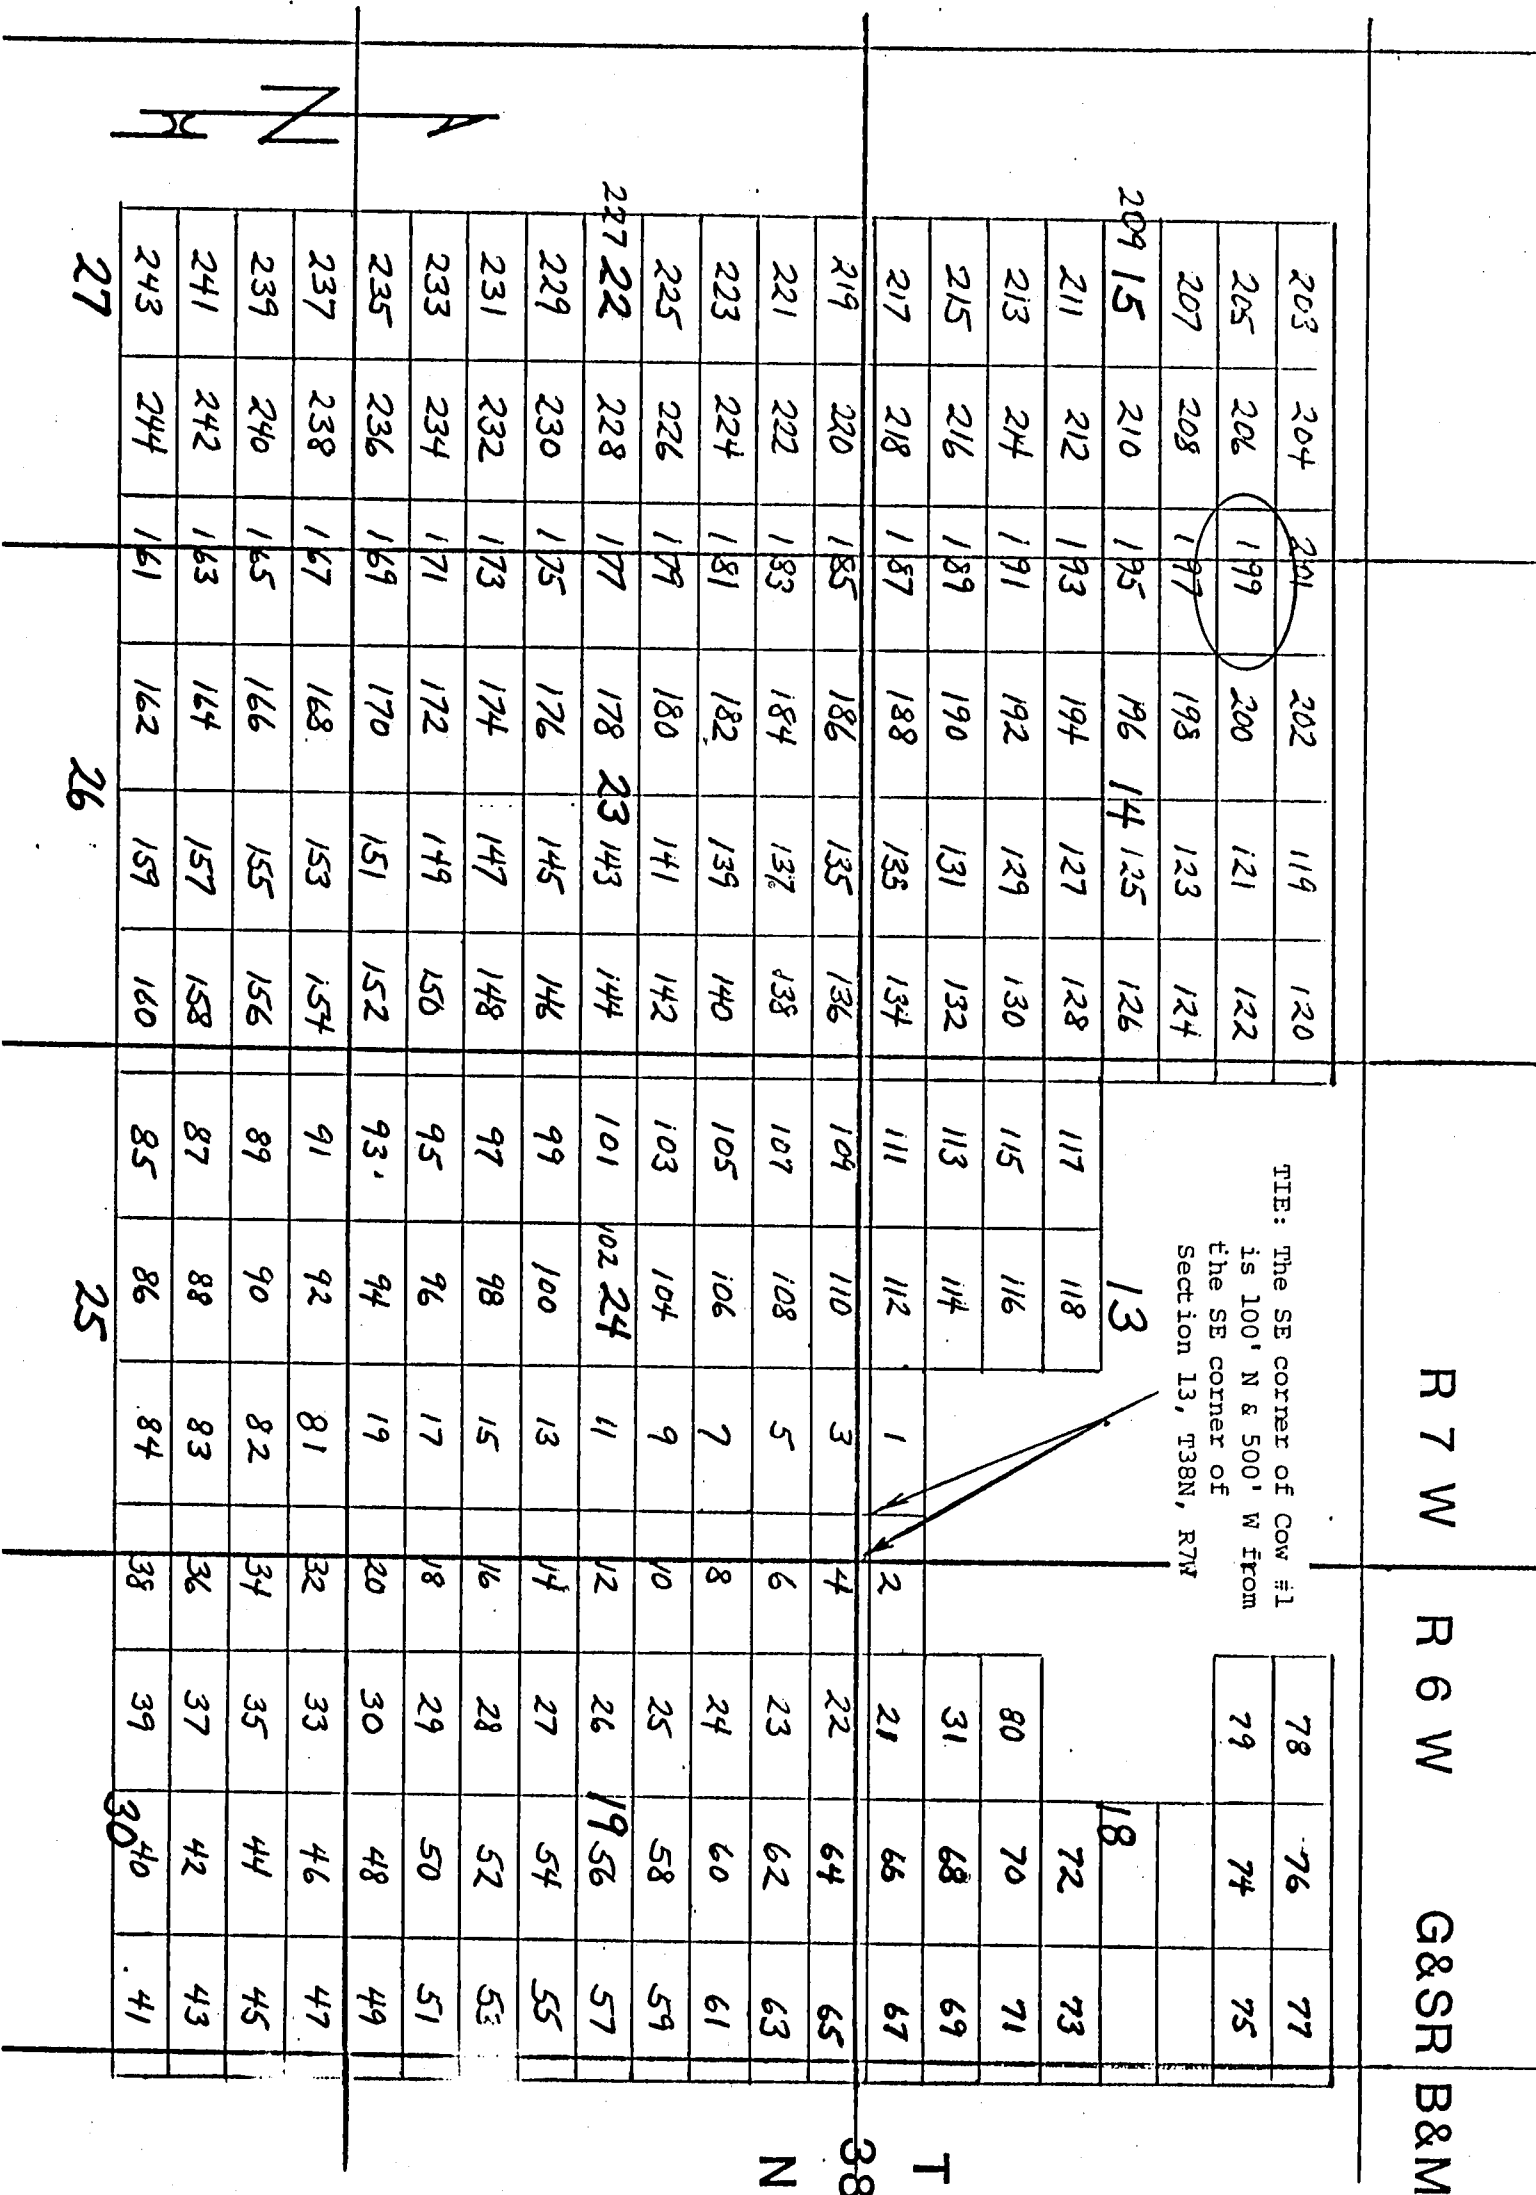 R 7 W R 6 W G&SR B&M
TIE: The SE corner of Cow #1
is 100' N & 500' W from
the SE corner of
Section 13, T38N, R7W
203 204 201 202 119 120 78 76 77
205 206 199 200 121 122 79 74 75
207 208 197 198 123 124
209 15 210 195 196 14 125 126 13 18
211 212 193 194 127 128 117 118 72 73
213 214 191 192 129 130 115 116 80 70 71
215 216 189 190 131 132 113 114 31 68 69
217 218 187 188 133 134 111 112 1 2 21 66 67
T
38
N
219 220 185 186 135 136 109 110 3 4 22 64 65
221 222 183 184 137 138 107 108 5 6 23 62 63
223 224 181 182 139 140 105 106 7 8 24 60 61
225 226 179 180 141 142 103 104 9 10 25 58 59
227 22 228 177 178 23 143 144 101 102 24 11 12 26 19 56 57
229 230 175 176 145 146 99 100 13 14 27 54 55
231 232 173 174 147 148 97 98 15 16 28 52 53
233 234 171 172 149 150 95 96 17 18 29 50 51
235 236 169 170 151 152 93 94 19 20 30 48 49
237 238 167 168 153 154 91 92 81 32 33 46 47
239 240 165 166 155 156 89 90 82 34 35 44 45
241 242 163 164 157 158 87 88 83 36 37 42 43
243 244 161 162 159 160 85 86 84 38 39 40 41
27 26 25 30
N